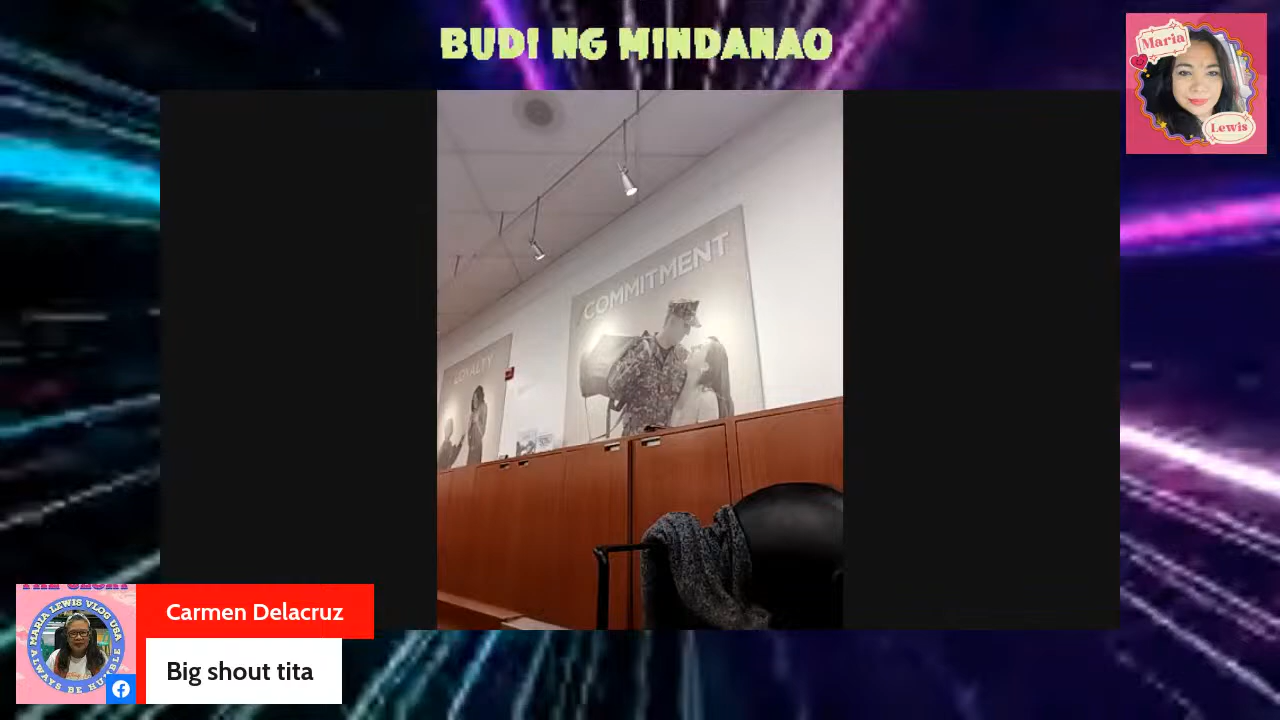 BUDI NG MINDANAO
Maria
Lewis
COMMITMENT
LOYALTY
MARIA LEWIS VLOG USA
ALWAYS BE HUMBLE
Carmen Delacruz
Big shout tita